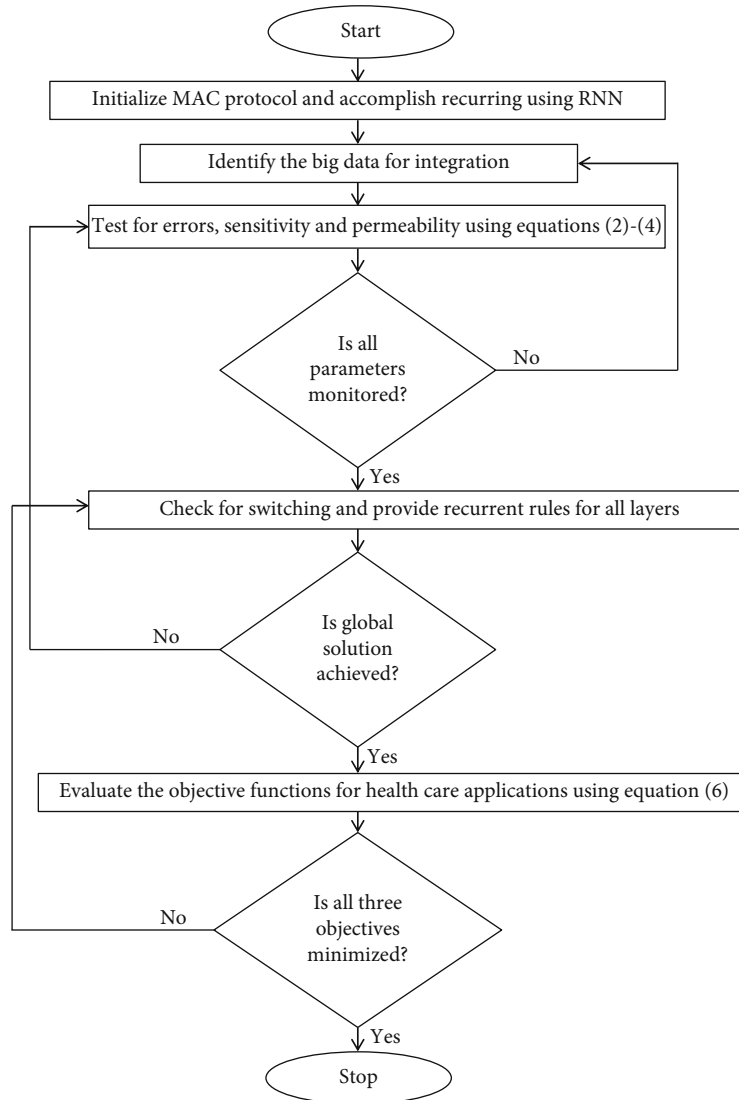 Start
Initialize MAC protocol and accomplish recurring using RNN
Identify the big data for integration
Test for errors, sensitivity and permeability using equations (2)-(4)
Is all
parameters
monitored?
No
Yes
Check for switching and provide recurrent rules for all layers
No
Is global
solution
achieved?
Yes
Evaluate the objective functions for health care applications using equation (6)
No
Is all three
objectives
minimized?
Yes
Stop